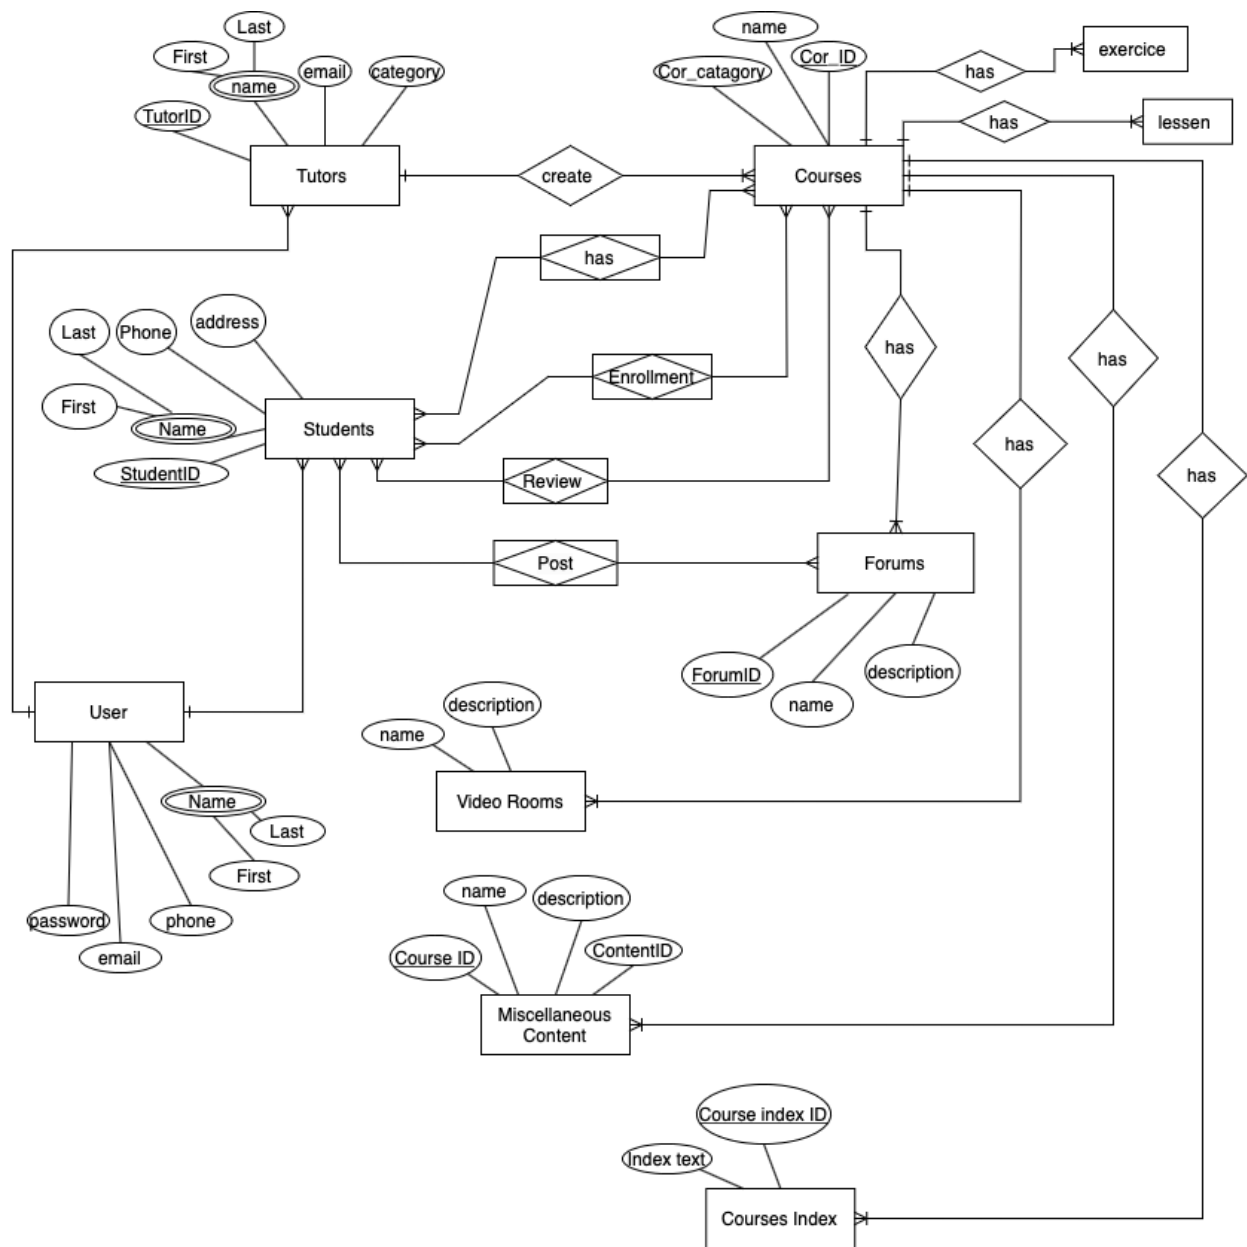 Last
name
First
Cor_ID
exercice
has
email
category
Cor_catagory
name
TutorID
has
lessen
Tutors
create
Courses
has
address
Last
Phone
has
has
Enrollment
First
Name
Students
has
StudentID
Review
has
Post
Forums
ForumID
description
name
User
description
name
Name
Video Rooms
Last
First
name
description
password
phone
email
Course ID
ContentID
Miscellaneous
Content
Course index ID
Index text
Courses Index